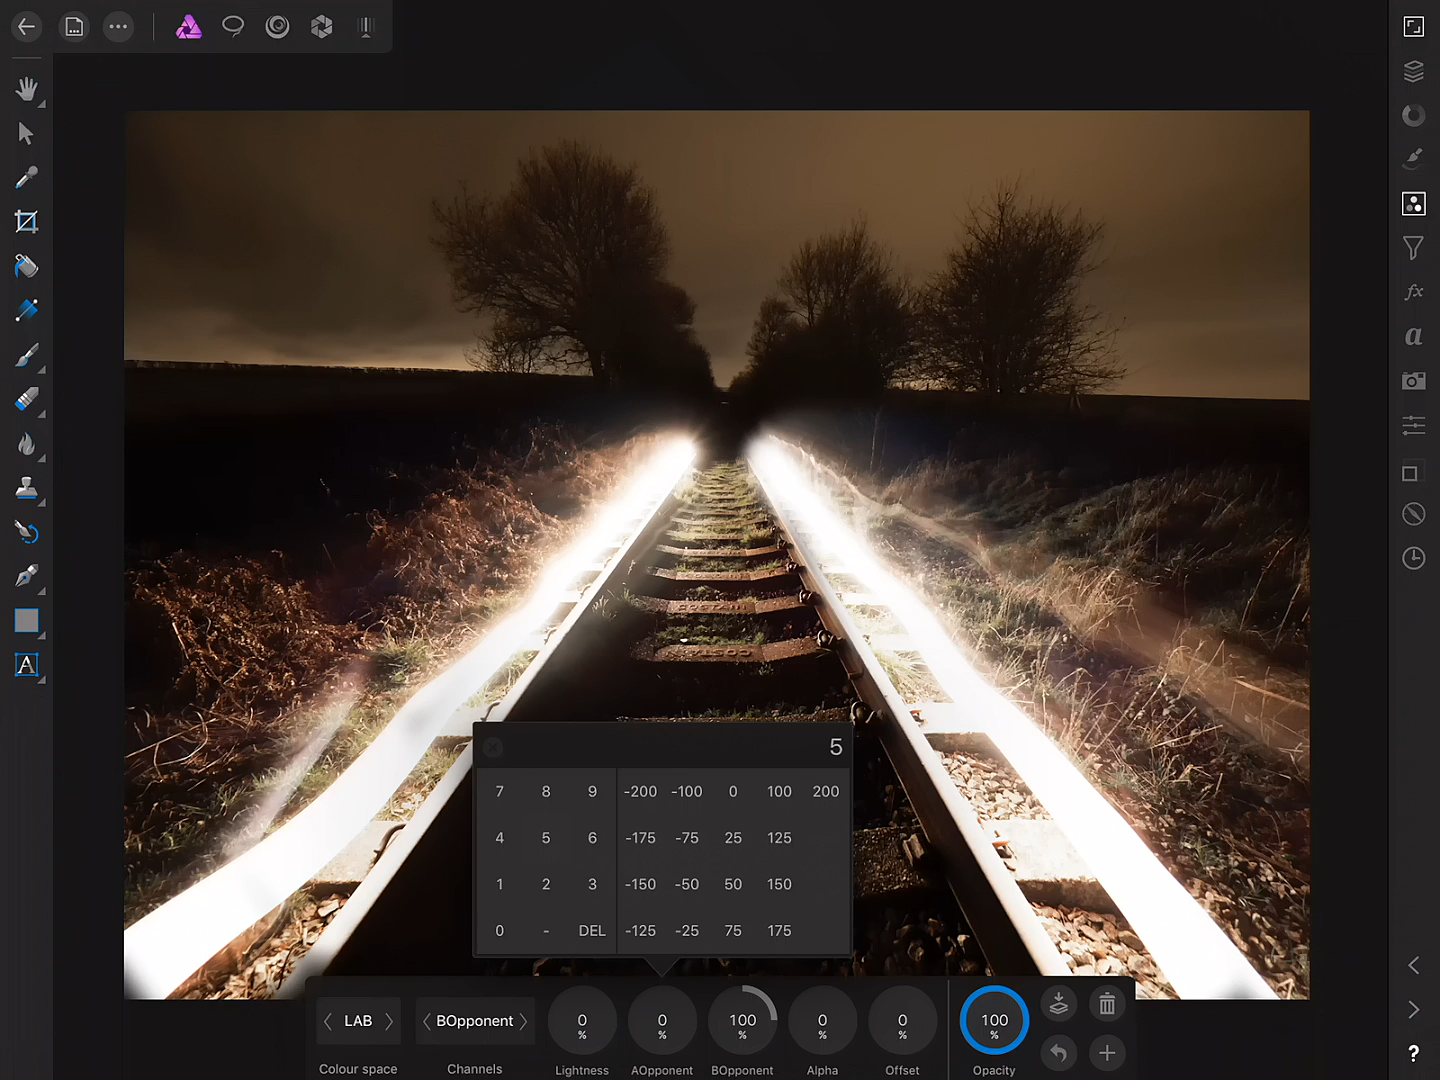 5
7 8 9 -200 -100 0 100 200
4 5 6 -175 -75 25 125
1 2 3 -150 -50 50 150
0 - DEL -125 -25 75 175
LAB BOpponent 0 % 0 % 100 % 0 % 0 % 100 %
Colour space Channels Lightness AOpponent BOpponent Alpha Offset Opacity
fx
a
A
?
COSTAIN